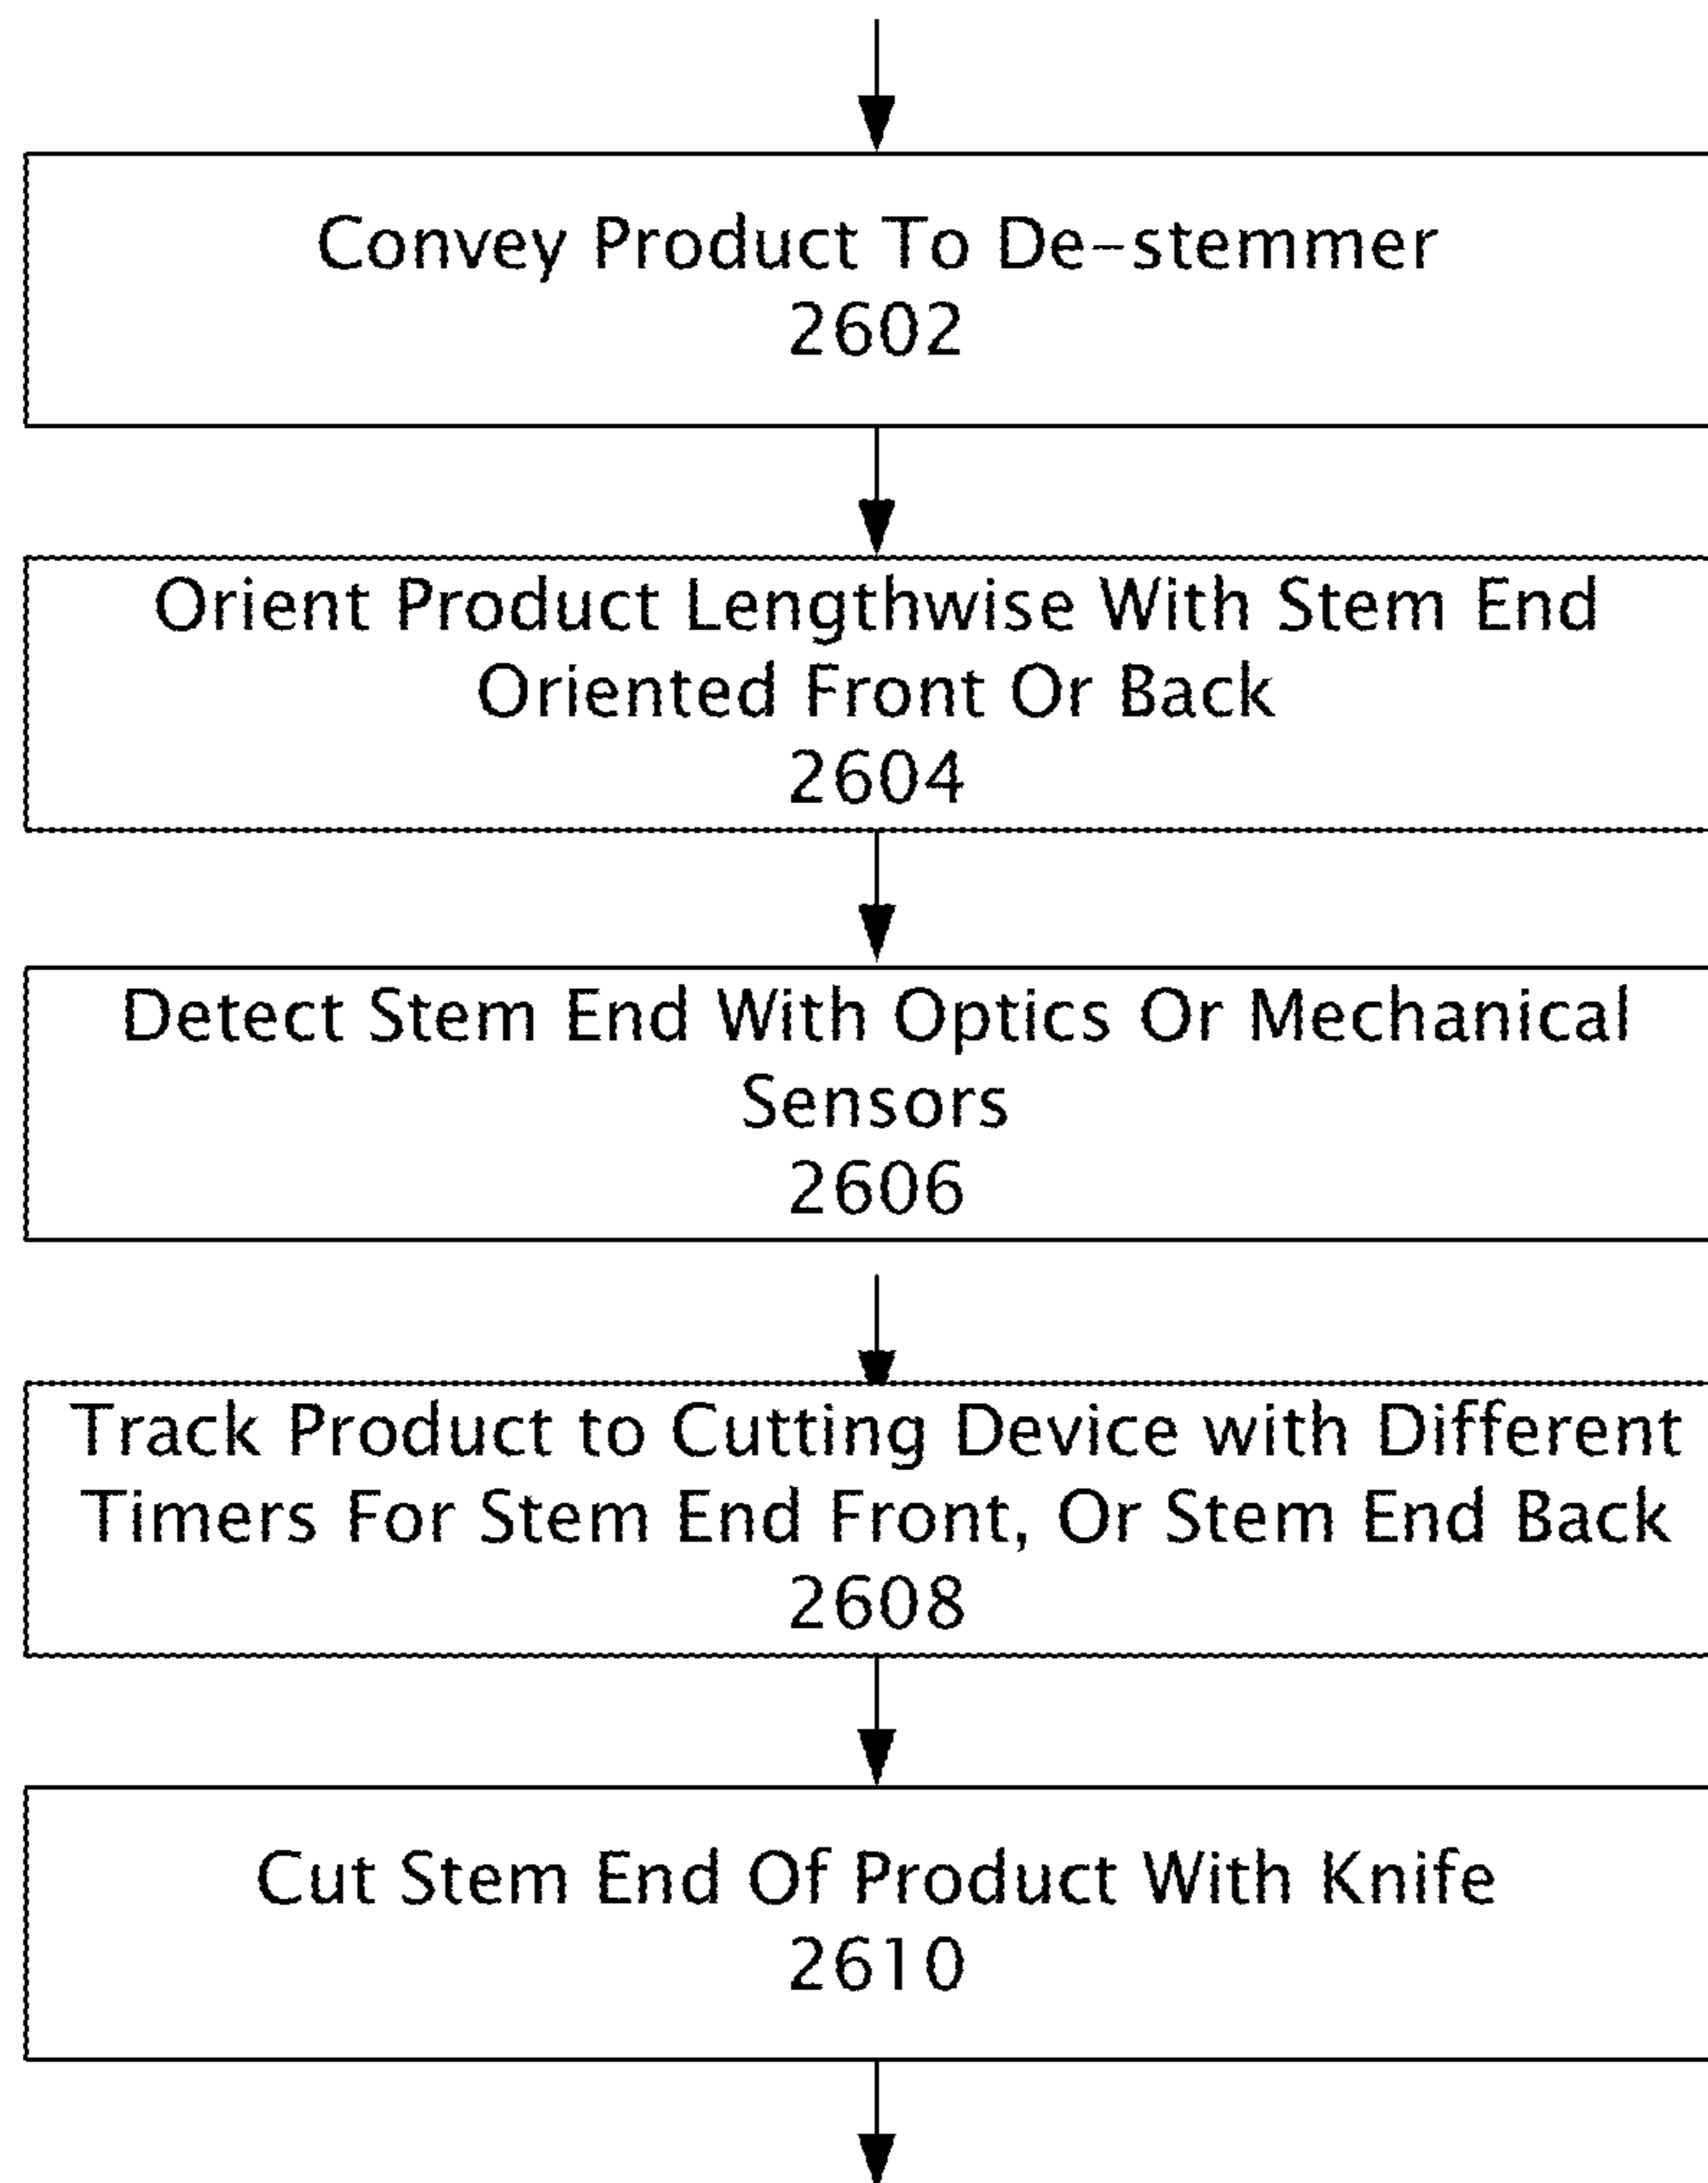 Convey Product To De-stemmer
2602
Orient Product Lengthwise With Stem End
Oriented Front Or Back
2604
Detect Stem End With Optics Or Mechanical
Sensors
2606
Track Product to Cutting Device with Different
Timers For Stem End Front, Or Stem End Back
2608
Cut Stem End Of Product With Knife
2610